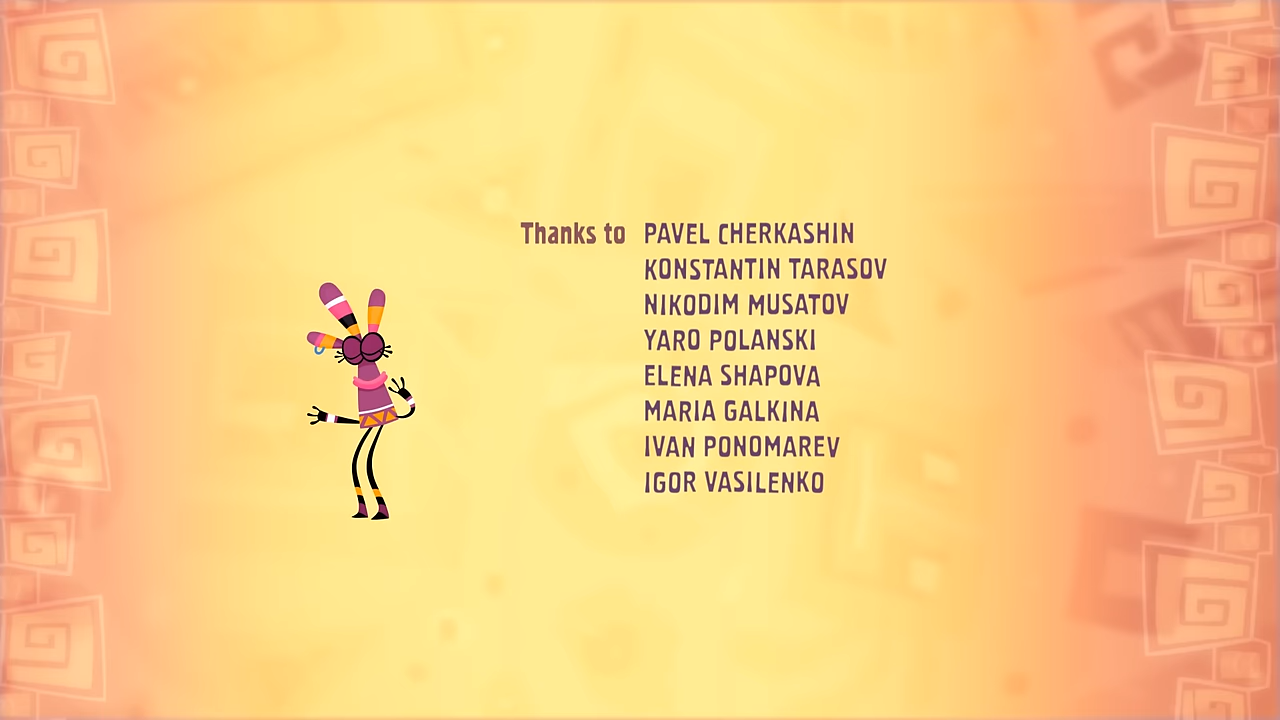 Thanks to PAVEL CHERKASHIN
KONSTANTIN TARASOV
NIKODIM MUSATOV
YARO POLANSKI
ELENA SHAPOVA
MARIA GALKINA
IVAN PONOMAREV
IGOR VASILENKO